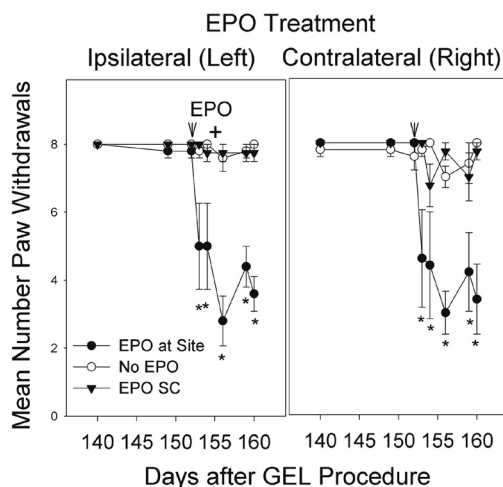 EPO Treatment
Ipsilateral (Left) Contralateral (Right)
EPO
+
8
6
4
2
0
Mean Number Paw Withdrawals
* *
*
*
*
*
*
*
*
*
EPO at Site
No EPO
EPO SC
140 145 150 155 160 140 145 150 155 160
Days after GEL Procedure